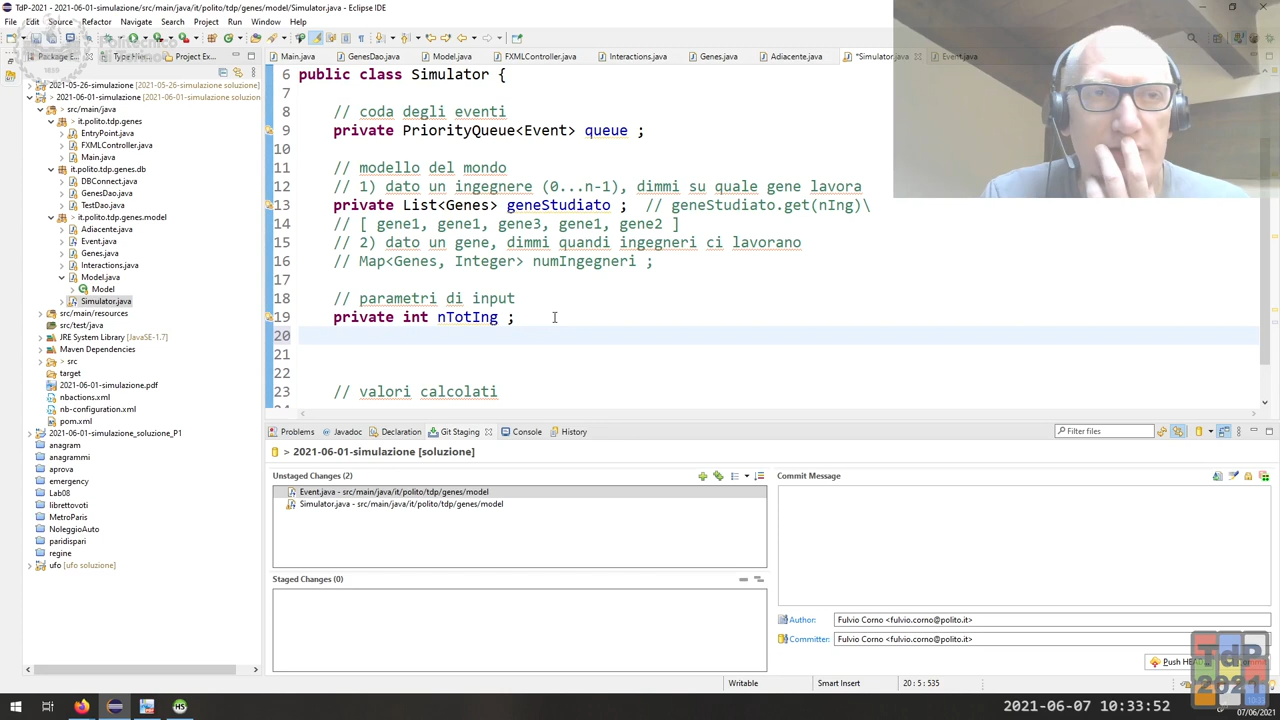 TdP-2021 - 2021-06-01-simulazione/src/main/java/it/polito/tdp/genes/model/Simulator.java - Eclipse IDE
File Edit Source Refactor Navigate Search Project Run Window Help
Politecnico
Package E... Type Hier... Project Ex...
Main.java GenesDao.java Model.java FXMLController.java Interactions.java Genes.java Adiacente.java *Simulator.java Event.java
2021-05-26-simulazione [2021-05-26-simulazione soluzione]
> 2021-06-01-simulazione [2021-06-01-simulazione soluzion
> src/main/java
> it.polito.tdp.genes
EntryPoint.java
FXMLController.java
Main.java
it.polito.tdp.genes.db
DBConnect.java
GenesDao.java
TestDao.java
> it.polito.tdp.genes.model
Adiacente.java
Event.java
Genes.java
Interactions.java
Model.java
Model
Simulator.java
src/main/resources
src/test/java
JRE System Library [JavaSE-1.7]
Maven Dependencies
> src
target
2021-06-01-simulazione.pdf
nbactions.xml
nb-configuration.xml
pom.xml
2021-06-01-simulazione_soluzione_P1
anagram
anagrammi
aprova
emergency
Lab08
librettovoti
MetroParis
NoleggioAuto
paridispari
regine
ufo [ufo soluzione]
6 public class Simulator {
7
8 // coda degli eventi
9 private PriorityQueue<Event> queue ;
10
11 // modello del mondo
12 // 1) dato un ingegnere (0...n-1), dimmi su quale gene lavora
13 private List<Genes> geneStudiato ; // geneStudiato.get(nIng)\
14 // [ gene1, gene1, gene3, gene1, gene2 ]
15 // 2) dato un gene, dimmi quandi ingegneri ci lavorano
16 // Map<Genes, Integer> numIngegneri ;
17
18 // parametri di input
19 private int nTotIng ;
20
21
22
23 // valori calcolati
Problems Javadoc Declaration Git Staging Console History
Filter files
> 2021-06-01-simulazione [soluzione]
Unstaged Changes (2)
Event.java - src/main/java/it/polito/tdp/genes/model
Simulator.java - src/main/java/it/polito/tdp/genes/model
Staged Changes (0)
Commit Message
Author: Fulvio Corno <fulvio.corno@polito.it>
Committer: Fulvio Corno <fulvio.corno@polito.it>
Push HEAD
Writable Smart Insert 20 : 5 : 535
TdP
2021
2021-06-07 10:33:52
07/06/2021